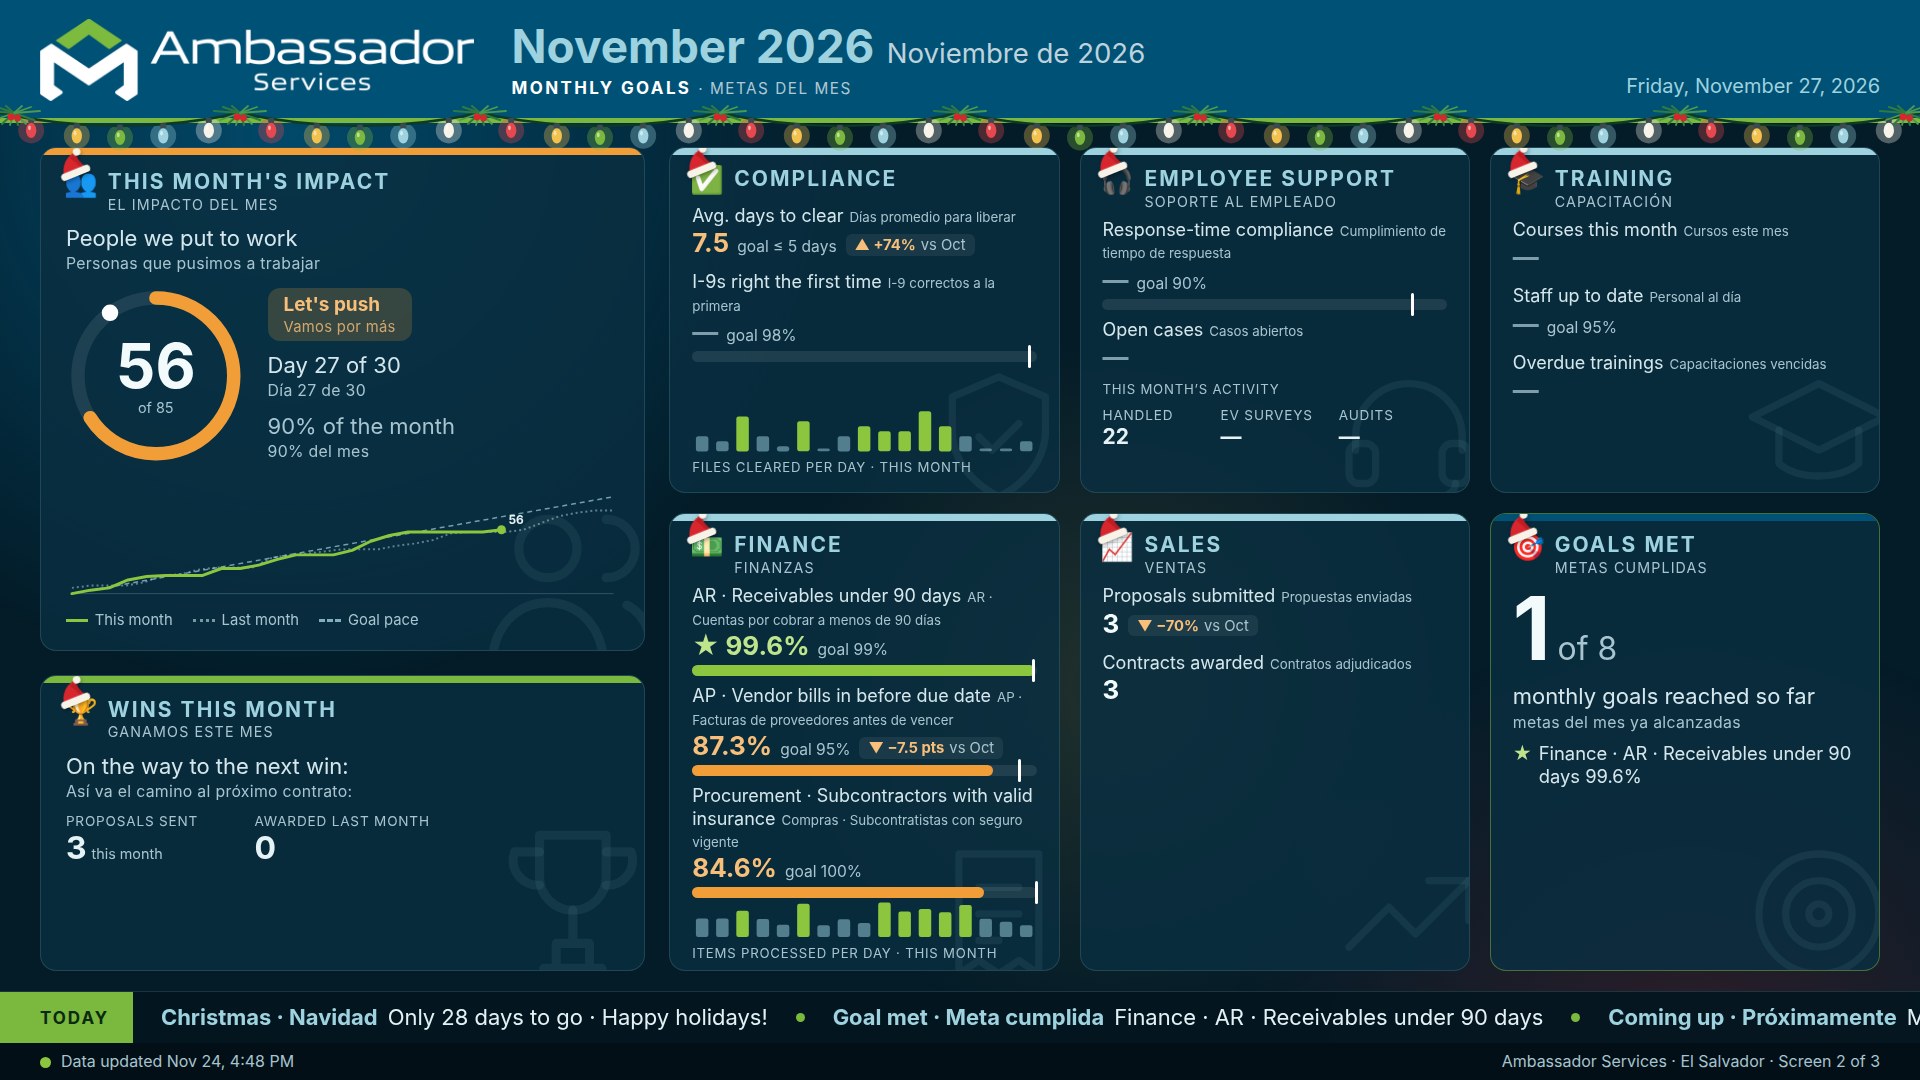 Ambassador
Services
November 2026 Noviembre de 2026
MONTHLY GOALS · METAS DEL MES
Friday, November 27, 2026
THIS MONTH'S IMPACT
EL IMPACTO DEL MES
People we put to work
Personas que pusimos a trabajar
56
of 85
Let's push
Vamos por más
Day 27 of 30
Día 27 de 30
90% of the month
90% del mes
56
This month
Last month
Goal pace
WINS THIS MONTH
GANAMOS ESTE MES
On the way to the next win:
Así va el camino al próximo contrato:
PROPOSALS SENT
3 this month
AWARDED LAST MONTH
0
COMPLIANCE
Avg. days to clear Días promedio para liberar
7.5 goal ≤ 5 days ▲ +74% vs Oct
I-9s right the first time I-9 correctos a la
primera
— goal 98%
FILES CLEARED PER DAY · THIS MONTH
EMPLOYEE SUPPORT
SOPORTE AL EMPLEADO
Response-time compliance Cumplimiento de
tiempo de respuesta
— goal 90%
Open cases Casos abiertos
—
THIS MONTH’S ACTIVITY
HANDLED EV SURVEYS AUDITS
22 — —
TRAINING
CAPACITACIÓN
Courses this month Cursos este mes
—
Staff up to date Personal al día
— goal 95%
Overdue trainings Capacitaciones vencidas
—
FINANCE
FINANZAS
AR · Receivables under 90 days AR ·
Cuentas por cobrar a menos de 90 días
★ 99.6% goal 99%
AP · Vendor bills in before due date AP ·
Facturas de proveedores antes de vencer
87.3% goal 95% ▼ −7.5 pts vs Oct
Procurement · Subcontractors with valid
insurance Compras · Subcontratistas con seguro
vigente
84.6% goal 100%
ITEMS PROCESSED PER DAY · THIS MONTH
SALES
VENTAS
Proposals submitted Propuestas enviadas
3 ▼ −70% vs Oct
Contracts awarded Contratos adjudicados
3
GOALS MET
METAS CUMPLIDAS
1 of 8
monthly goals reached so far
metas del mes ya alcanzadas
★ Finance · AR · Receivables under 90
days 99.6%
TODAY Christmas · Navidad Only 28 days to go · Happy holidays! • Goal met · Meta cumplida Finance · AR · Receivables under 90 days • Coming up · Próximamente
Data updated Nov 24, 4:48 PM
Ambassador Services · El Salvador · Screen 2 of 3